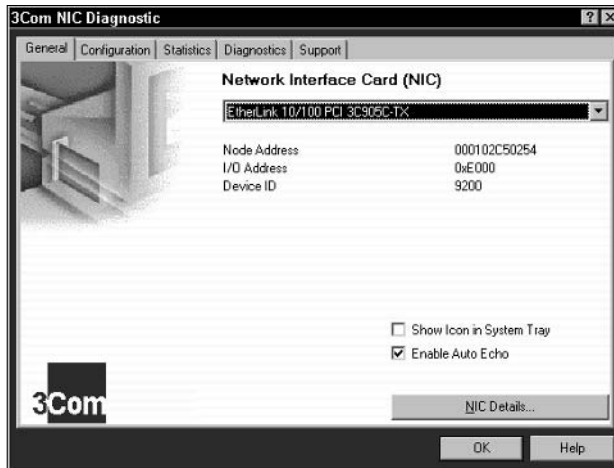 3Com NIC Diagnostic
General Configuration Statistics Diagnostics Support
Network Interface Card (NIC)
EtherLink 10/100 PCI 3C905C-TX
Node Address 000102C50254
I/O Address 0xE000
Device ID 9200
Show Icon in System Tray
Enable Auto Echo
3Com
NIC Details...
OK Help